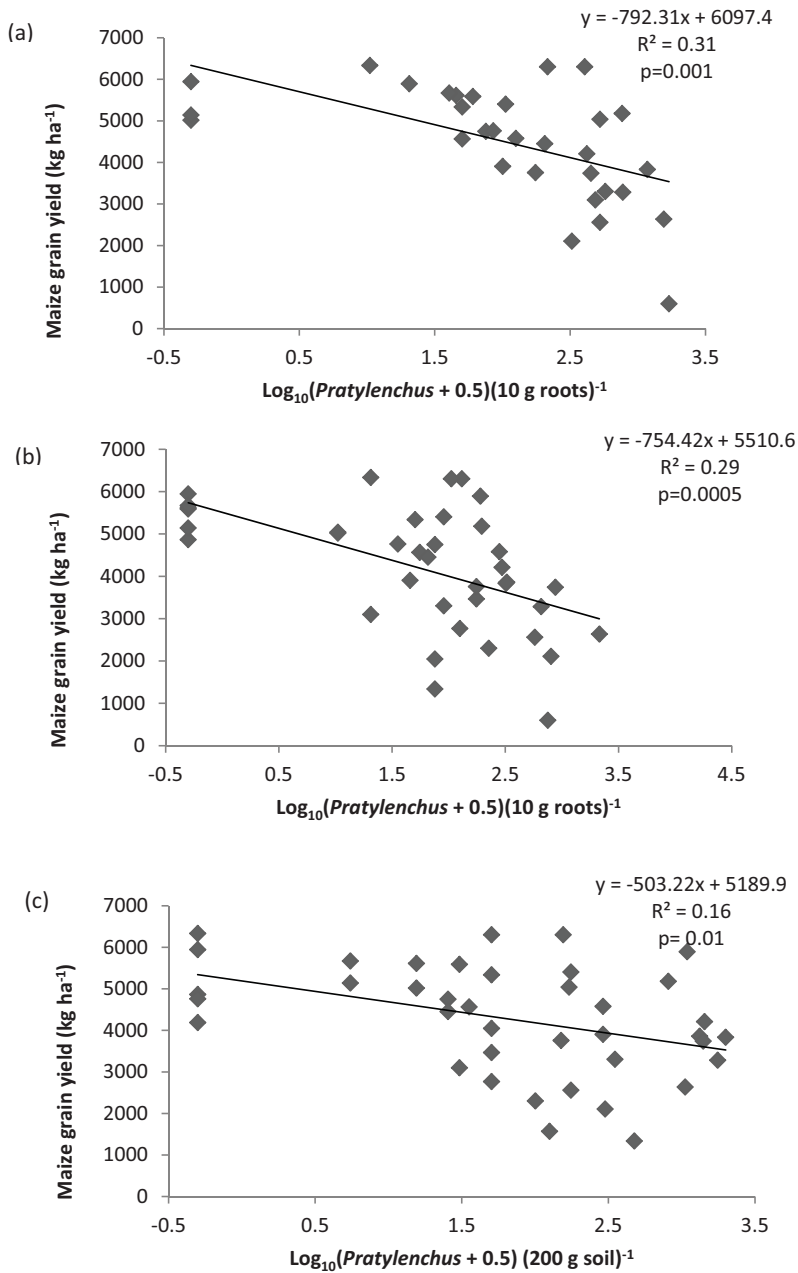 (a)
y = -792.31x + 6097.4
R² = 0.31
p=0.001
Maize grain yield (kg ha⁻¹)
7000
6000
5000
4000
3000
2000
1000
0
-0.5 0.5 1.5 2.5 3.5
Log₁₀(Pratylenchus + 0.5)(10 g roots)⁻¹
(b)
y = -754.42x + 5510.6
R² = 0.29
p=0.0005
Maize grain yield (kg ha⁻¹)
7000
6000
5000
4000
3000
2000
1000
0
-0.5 0.5 1.5 2.5 3.5 4.5
Log₁₀(Pratylenchus + 0.5)(10 g roots)⁻¹
(c)
y = -503.22x + 5189.9
R² = 0.16
p= 0.01
Maize grain yield (kg ha⁻¹)
7000
6000
5000
4000
3000
2000
1000
0
-0.5 0.5 1.5 2.5 3.5
Log₁₀(Pratylenchus + 0.5) (200 g soil)⁻¹